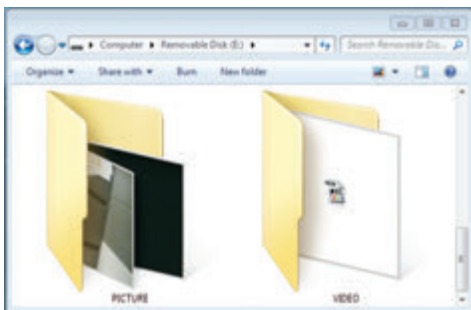 Computer ▸ Removable Disk (E:) ▸
Search Removable Dis...
Organize
Share with
Burn
New folder
PICTURE
VIDEO